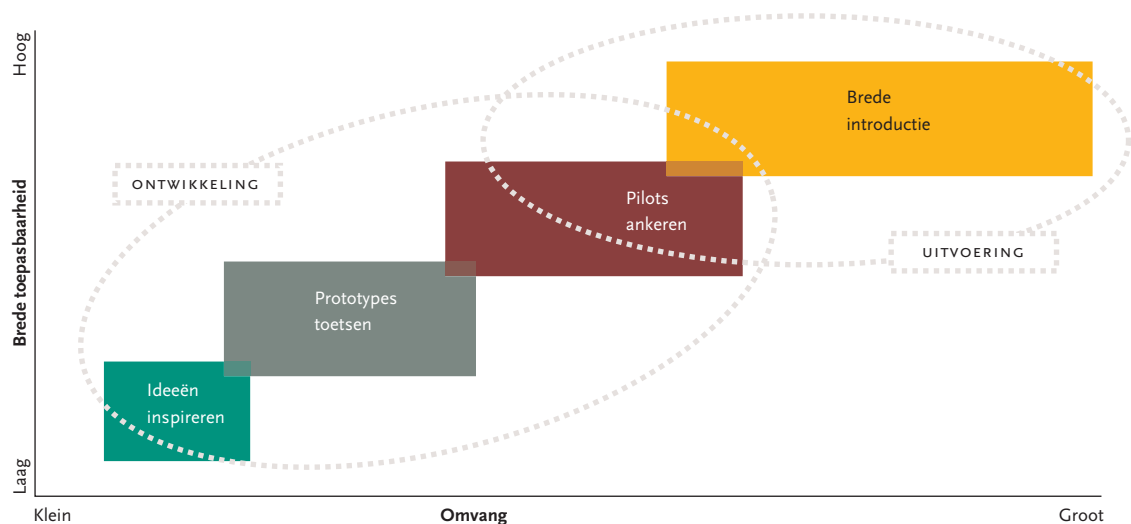 Hoog
Brede toepasbaarheid
Laag
Brede
introductie
ONTWIKKELING
Pilots
ankeren
UITVOERING
Prototypes
toetsen
Ideeën
inspireren
Klein
Omvang
Groot